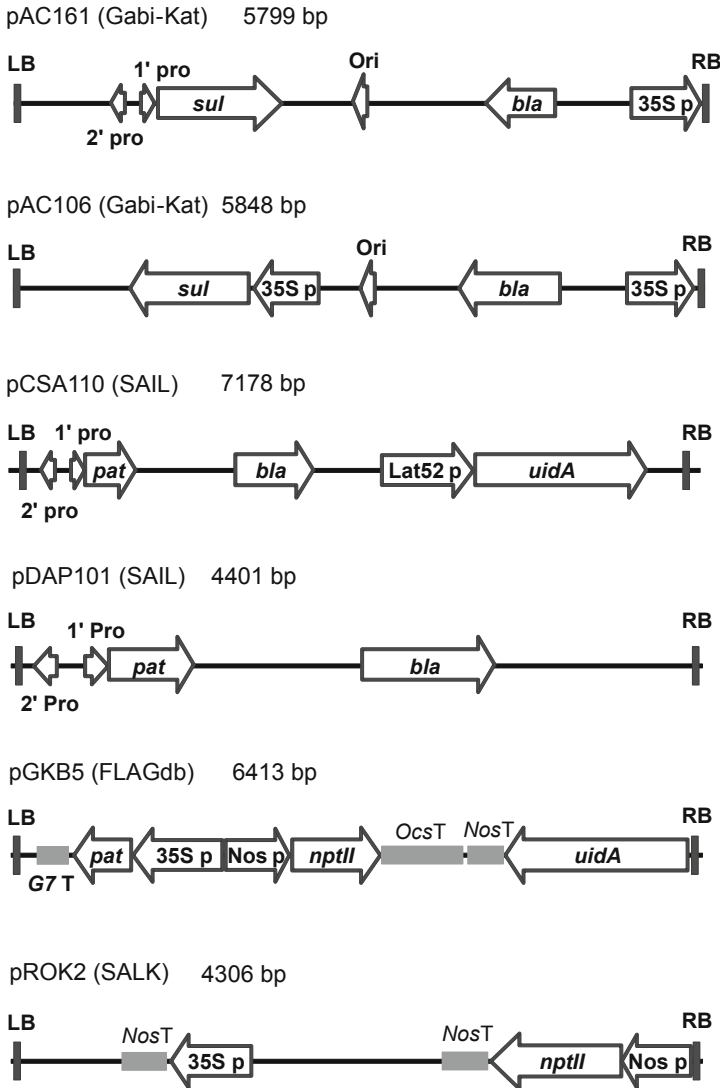 pAC161 (Gabi-Kat) 5799 bp
LB 1' pro Ori RB
sul bla 35S p
2' pro
pAC106 (Gabi-Kat) 5848 bp
LB Ori RB
sul 35S p bla 35S p
pCSA110 (SAIL) 7178 bp
LB 1' pro RB
pat bla Lat52 p uidA
2' pro
pDAP101 (SAIL) 4401 bp
LB 1' Pro RB
pat bla
2' Pro
pGKB5 (FLAGdb) 6413 bp
LB OcsT NosT RB
pat 35S p Nos p nptII uidA
G7 T
pROK2 (SALK) 4306 bp
LB NosT NosT RB
35S p nptII Nos p